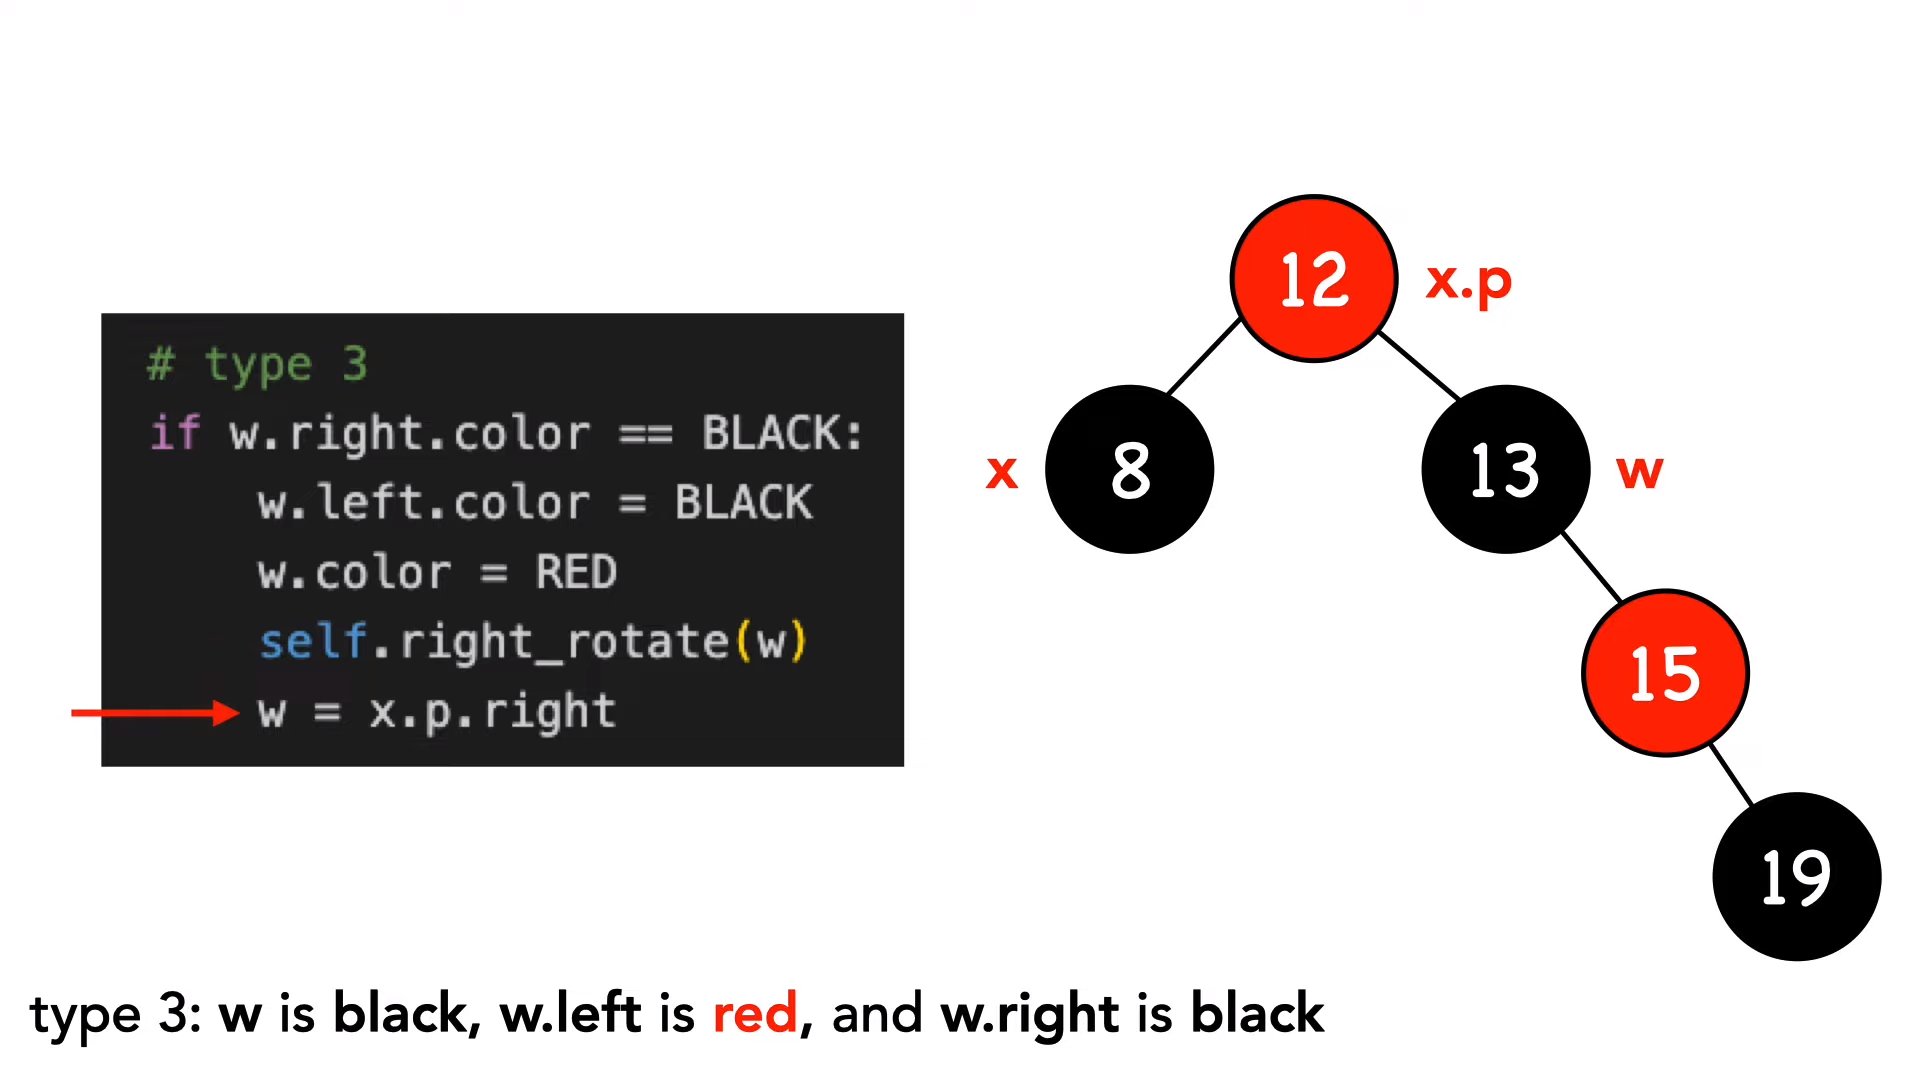 # type 3
if w.right.color == BLACK:
w.left.color = BLACK
w.color = RED
self.right_rotate(w)
w = x.p.right
12 x.p
x 8 13 w
15
19
type 3: w is black, w.left is red, and w.right is black